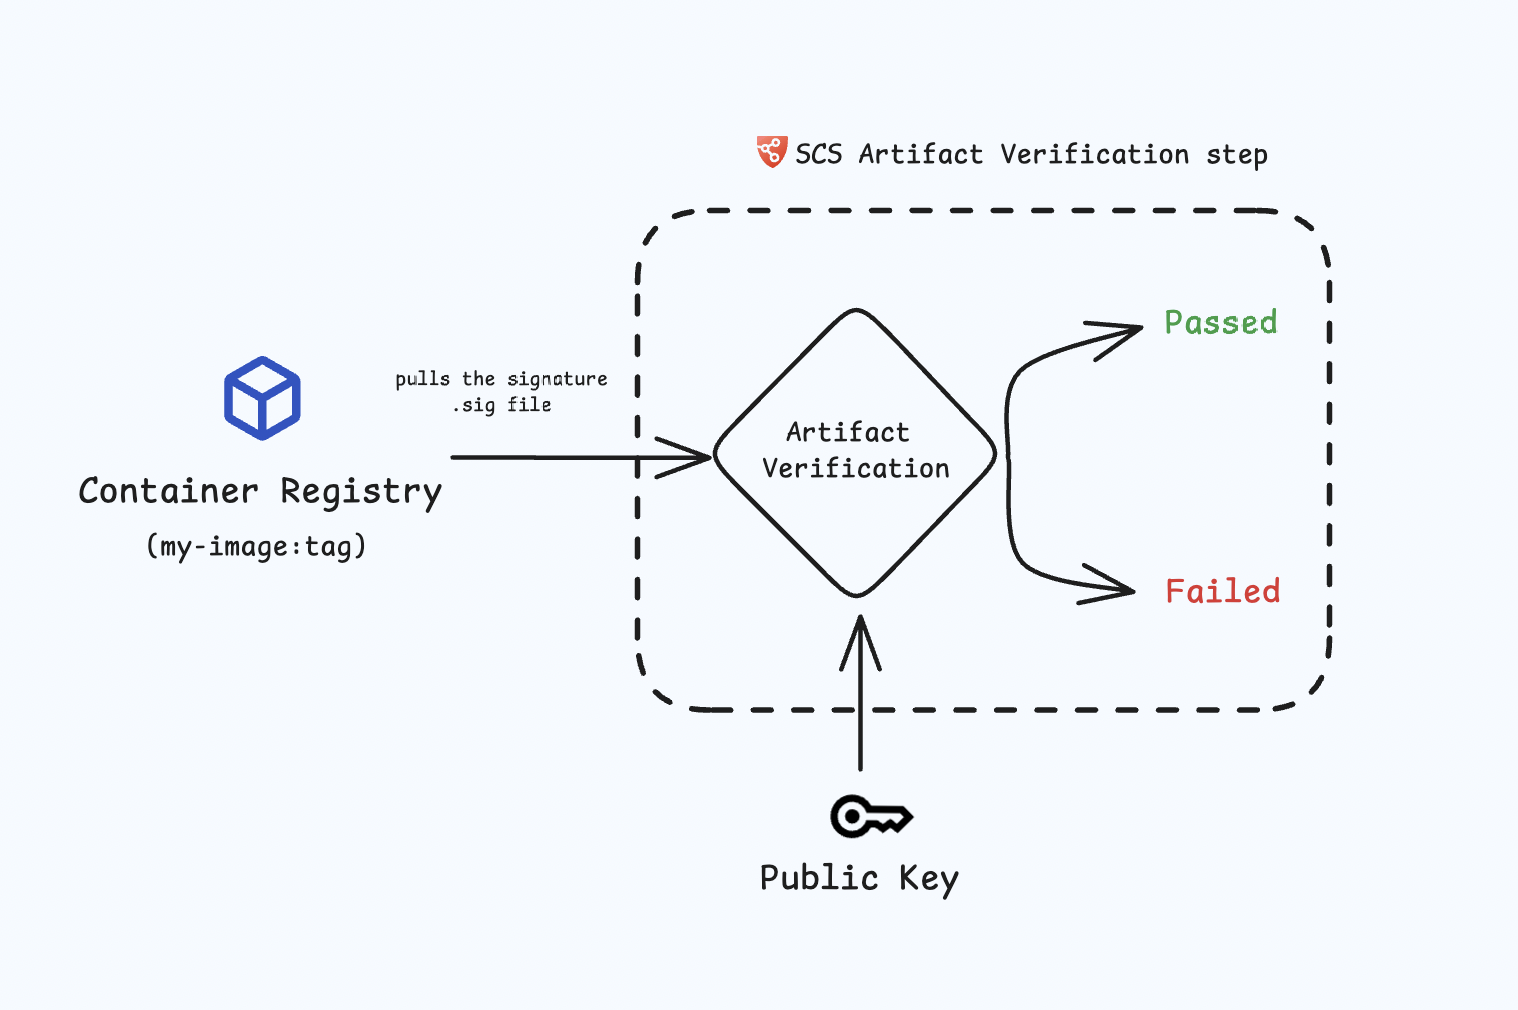 SCS Artifact Verification step
pulls the signature
.sig file
Container Registry
(my-image:tag)
Artifact
Verification
Passed
Failed
Public Key